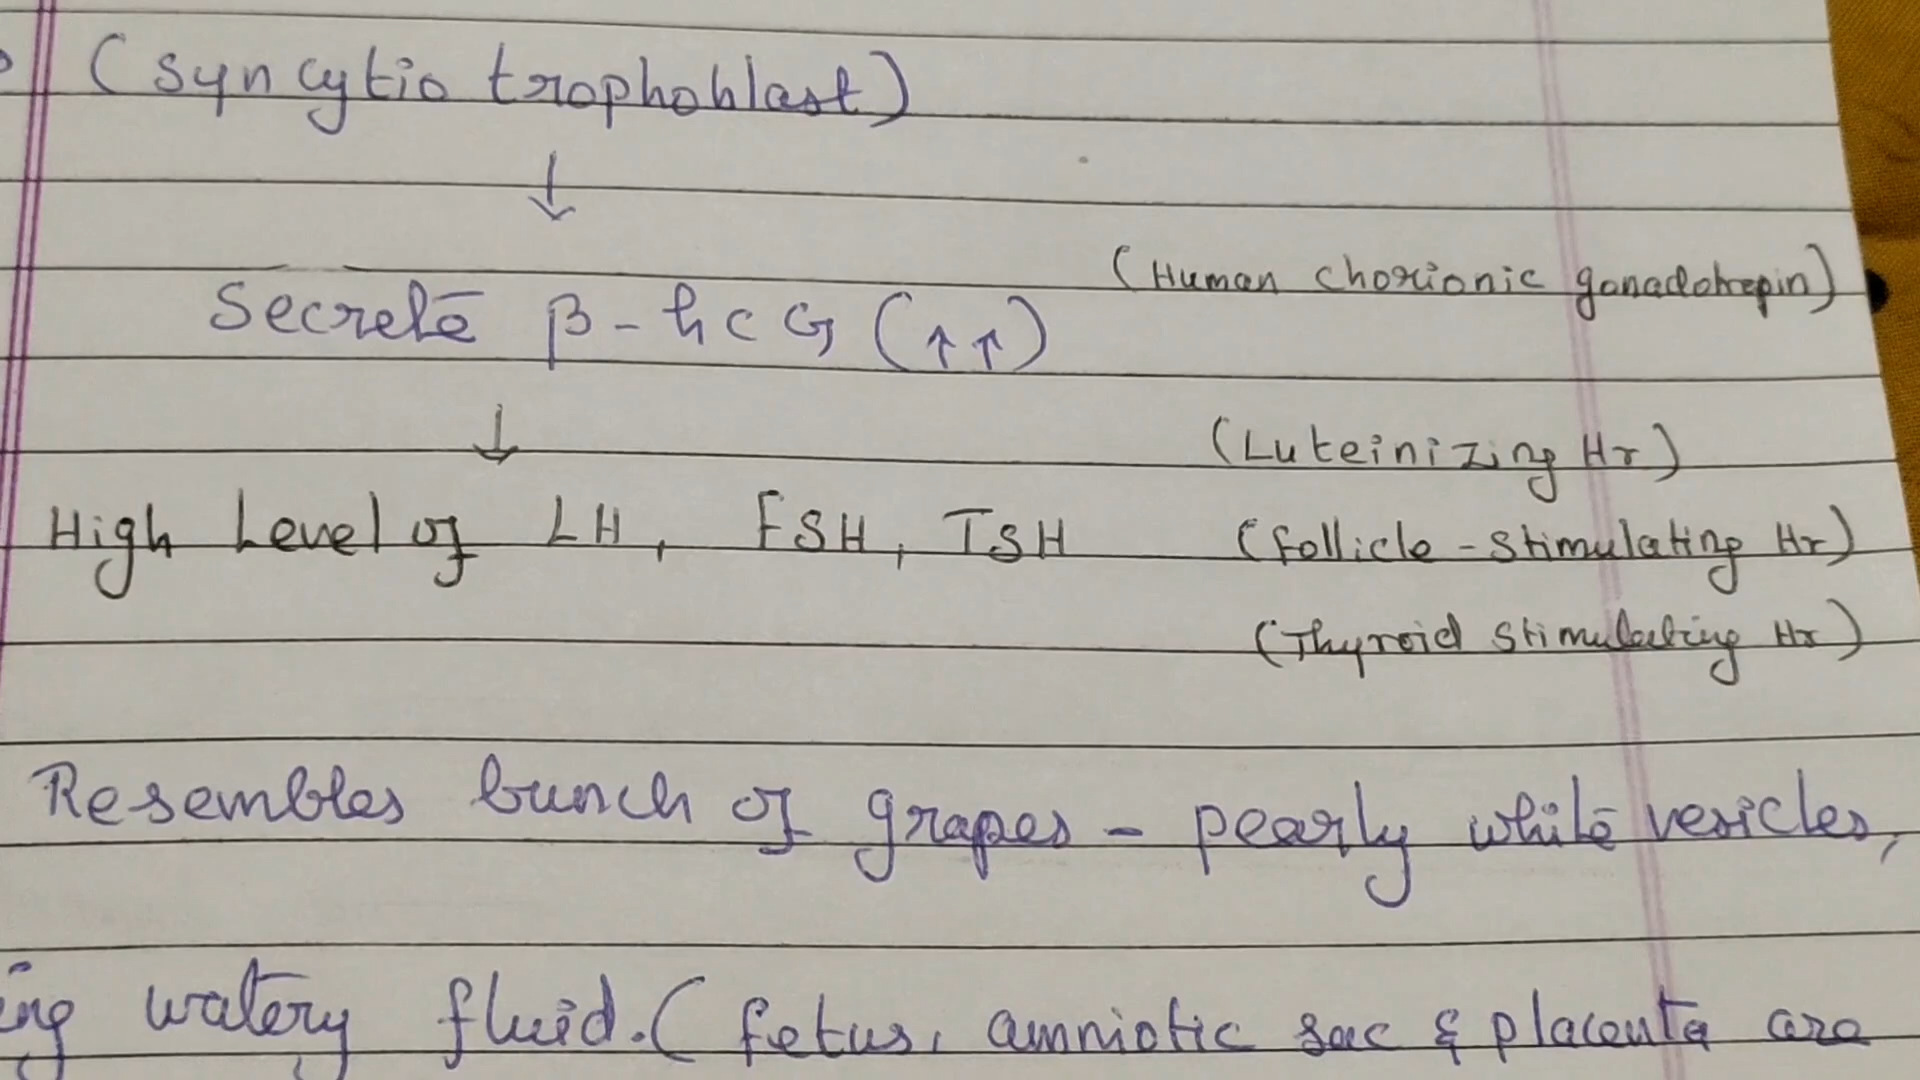 (syncytio trophoblast)
↓
(Human chorionic gonadotropin)
Secrete β-hCG (↑↑)
↓
(Luteinizing Hr)
High Level of LH, FSH, TSH (follicle-stimulating Hr)
(Thyroid stimulating Hr)
Resembles bunch of grapes - pearly white vesicles,
ing watery fluid. (fetus, amniotic sac & placenta are